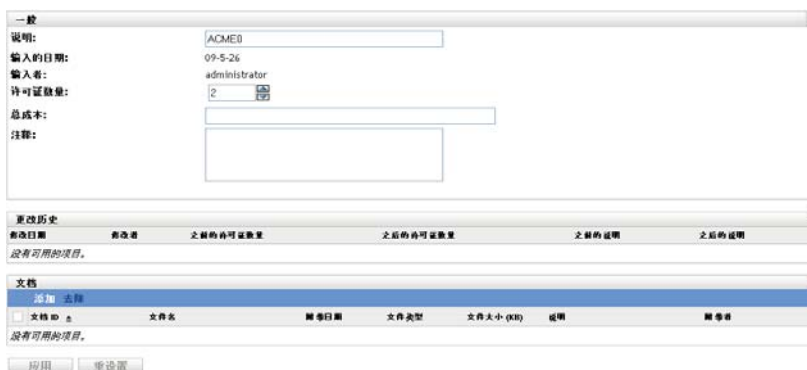 一般
说明: ACME0
输入的日期: 09-5-26
输入者: administrator
许可证数量: 2
总成本:
注释:
更改历史
修改日期 修改者 之前的许可证数量 之后的许可证数量 之前的说明 之后的说明
没有可用的项目。
文档
添加 去除
文档 ID 文件名 附卷日期 文件类型 文件大小 (KB) 说明 附卷者
没有可用的项目。
应用 重设置